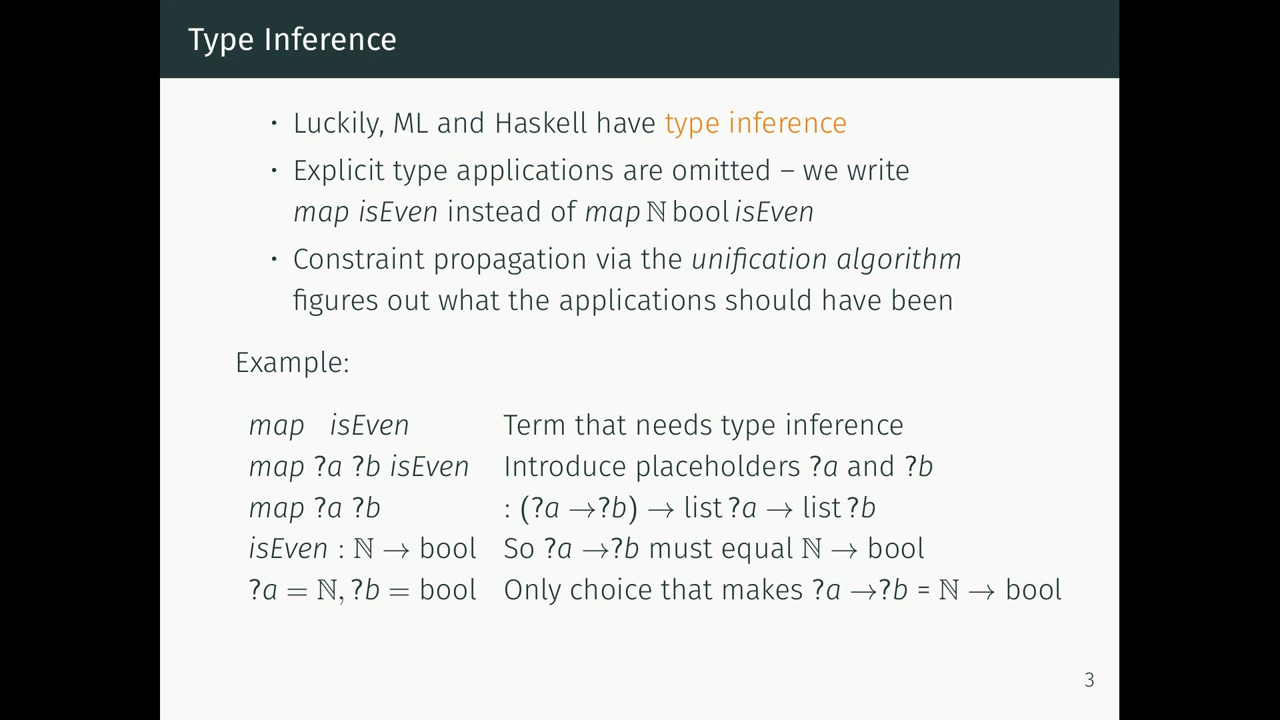 Type Inference
· Luckily, ML and Haskell have type inference
· Explicit type applications are omitted – we write
map isEven instead of map ℕ bool isEven
· Constraint propagation via the unification algorithm
figures out what the applications should have been
Example:
map isEven Term that needs type inference
map ?a ?b isEven Introduce placeholders ?a and ?b
map ?a ?b : (?a →?b) → list ?a → list ?b
isEven : ℕ → bool So ?a →?b must equal ℕ → bool
?a = ℕ, ?b = bool Only choice that makes ?a →?b = ℕ → bool
3